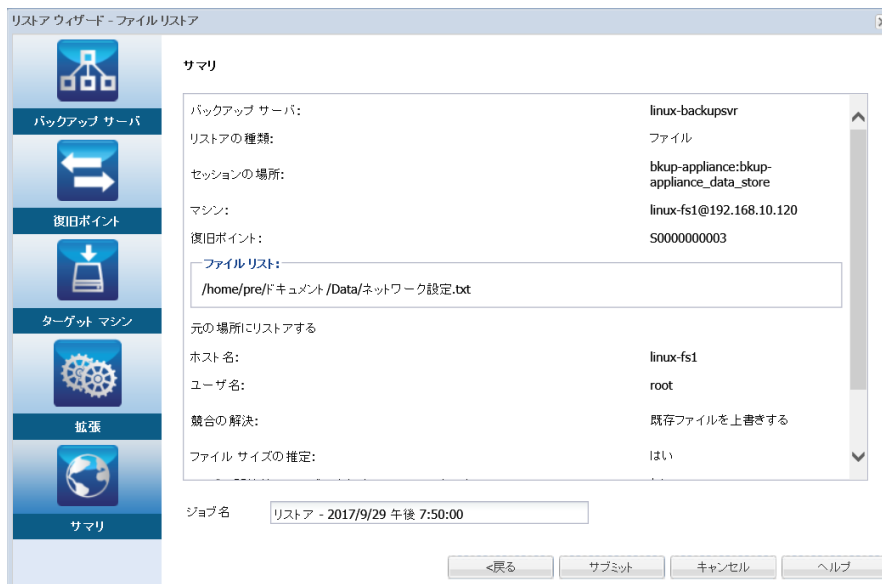 リストア ウィザード - ファイル リストア
バックアップ サーバ
復旧ポイント
ターゲット マシン
拡張
サマリ
サマリ
バックアップ サーバ: linux-backupsvr
リストアの種類: ファイル
セッションの場所: bkup-appliance:bkup-
appliance_data_store
マシン: linux-fs1@192.168.10.120
復旧ポイント: S0000000003
ファイル リスト:
/home/pre/ドキュメント/Data/ネットワーク設定.txt
元の場所にリストアする
ホスト名: linux-fs1
ユーザ名: root
競合の解決: 既存ファイルを上書きする
ファイル サイズの推定: はい
ジョブ名 リストア - 2017/9/29 午後 7:50:00
<戻る サブミット キャンセル ヘルプ